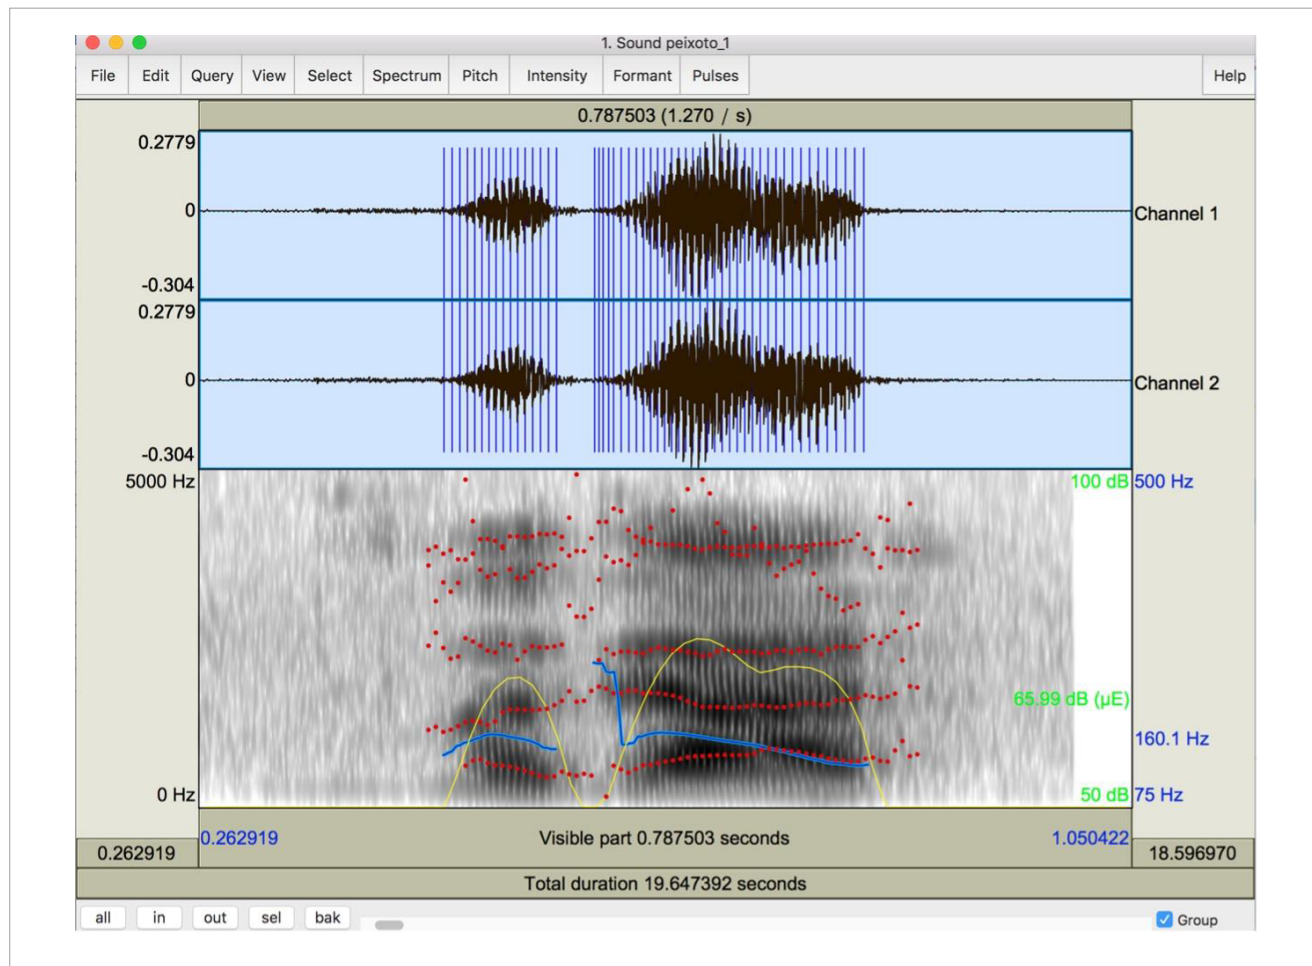 1. Sound peixoto_1
File Edit Query View Select Spectrum Pitch Intensity Formant Pulses Help
0.787503 (1.270 / s)
0.2779
0
-0.304
Channel 1
0.2779
0
-0.304
Channel 2
5000 Hz
100 dB
500 Hz
65.99 dB (µE)
160.1 Hz
0 Hz
50 dB
75 Hz
0.262919
0.262919 Visible part 0.787503 seconds 1.050422
18.596970
Total duration 19.647392 seconds
all in out sel bak
Group